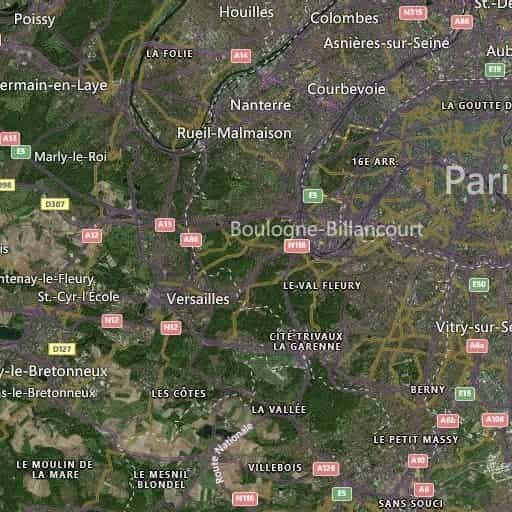 Houilles
N315
St.-De
Poissy
Colombes
A86
Asnières-sur-Seine
LA FOLIE
A14
Aub
E19
ermain-en-Laye
Courbevoie
Nanterre
LA GOUTTE D
Rueil-Malmaison
A13
E5
Marly-le-Roi
16E ARR.
Pari
098
E5
D307
A13
Boulogne-Billancourt
A12
A86
N118
is
ntenay-le-Fleury
LE VAL FLEURY
E50
St.-Cyr-l'École
Versailles
N12
N12
Vitry-sur-Se
CITÉ TRIVAUX
LA GARENNE
A6a
D127
y-le-Bretonneux
ns-le-Bretonneux
LES CÔTES
BERNY
E15
LA VALLÉE
A6b
A106
Route Nationale
LE PETIT MASSY
LE MOULIN DE
LA MARE
LE MESNIL
BLONDEL
VILLEBOIS
A126
A10
A6
N118
E5
SANS SOUCI